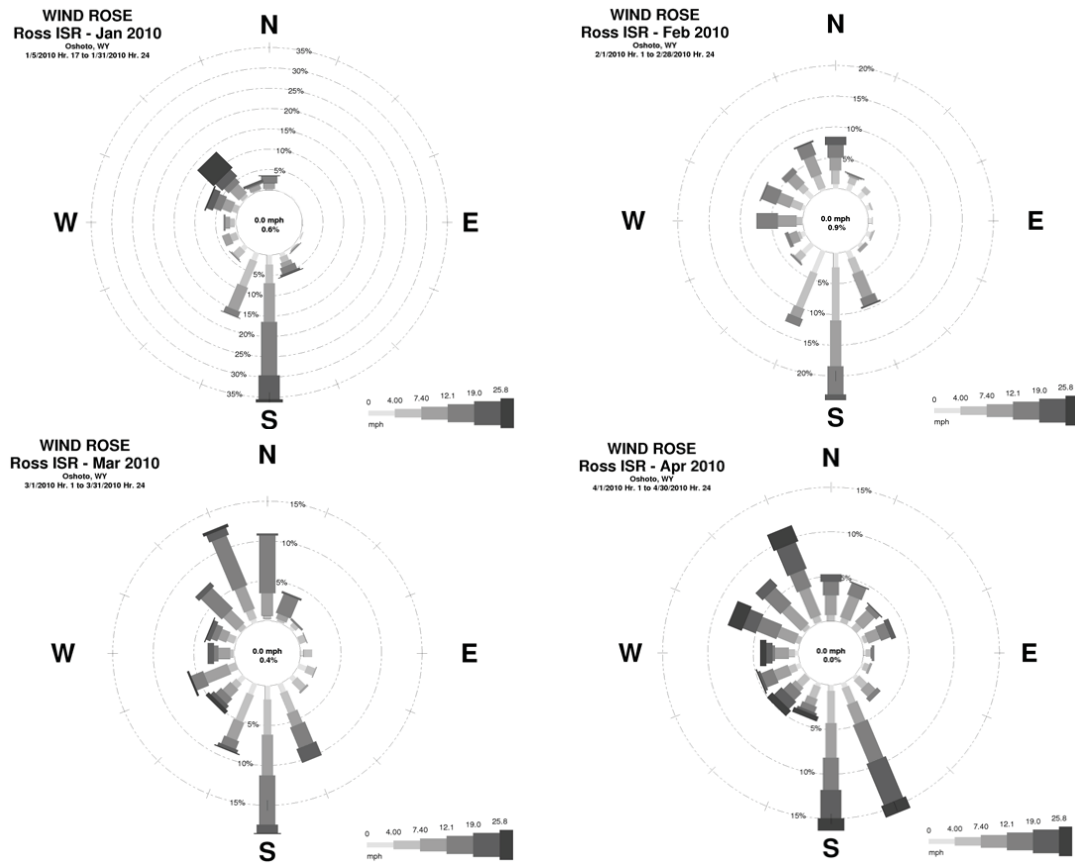 WIND ROSE
Ross ISR - Jan 2010
Oshoto, WY
1/5/2010 Hr. 17 to 1/31/2010 Hr. 24
N
35%
30%
25%
20%
15%
10%
5%
W
0.0 mph
0.6%
E
5%
10%
15%
20%
25%
30%
35%
S
0 4.00 7.40 12.1 19.0 25.8
mph
WIND ROSE
Ross ISR - Feb 2010
Oshoto, WY
2/1/2010 Hr. 1 to 2/28/2010 Hr. 24
N
20%
15%
10%
5%
W
0.0 mph
0.9%
E
5%
10%
15%
20%
S
0 4.00 7.40 12.1 19.0 25.8
mph
WIND ROSE
Ross ISR - Mar 2010
Oshoto, WY
3/1/2010 Hr. 1 to 3/31/2010 Hr. 24
N
15%
10%
5%
W
0.0 mph
0.4%
E
5%
10%
15%
S
0 4.00 7.40 12.1 19.0 25.8
mph
WIND ROSE
Ross ISR - Apr 2010
Oshoto, WY
4/1/2010 Hr. 1 to 4/30/2010 Hr. 24
N
15%
10%
5%
W
0.0 mph
0.0%
E
5%
10%
15%
S
0 4.00 7.40 12.1 19.0 25.8
mph